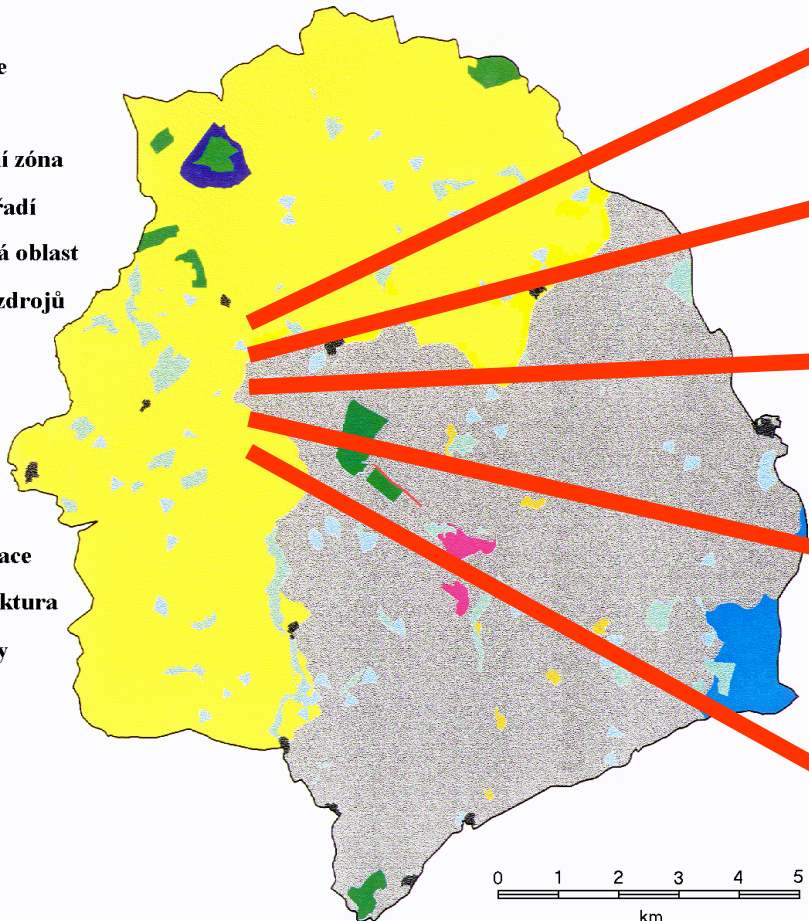 e
í zóna
řadí
á oblast
zdrojů
ace
ktura
y
0 1 2 3 4 5
km